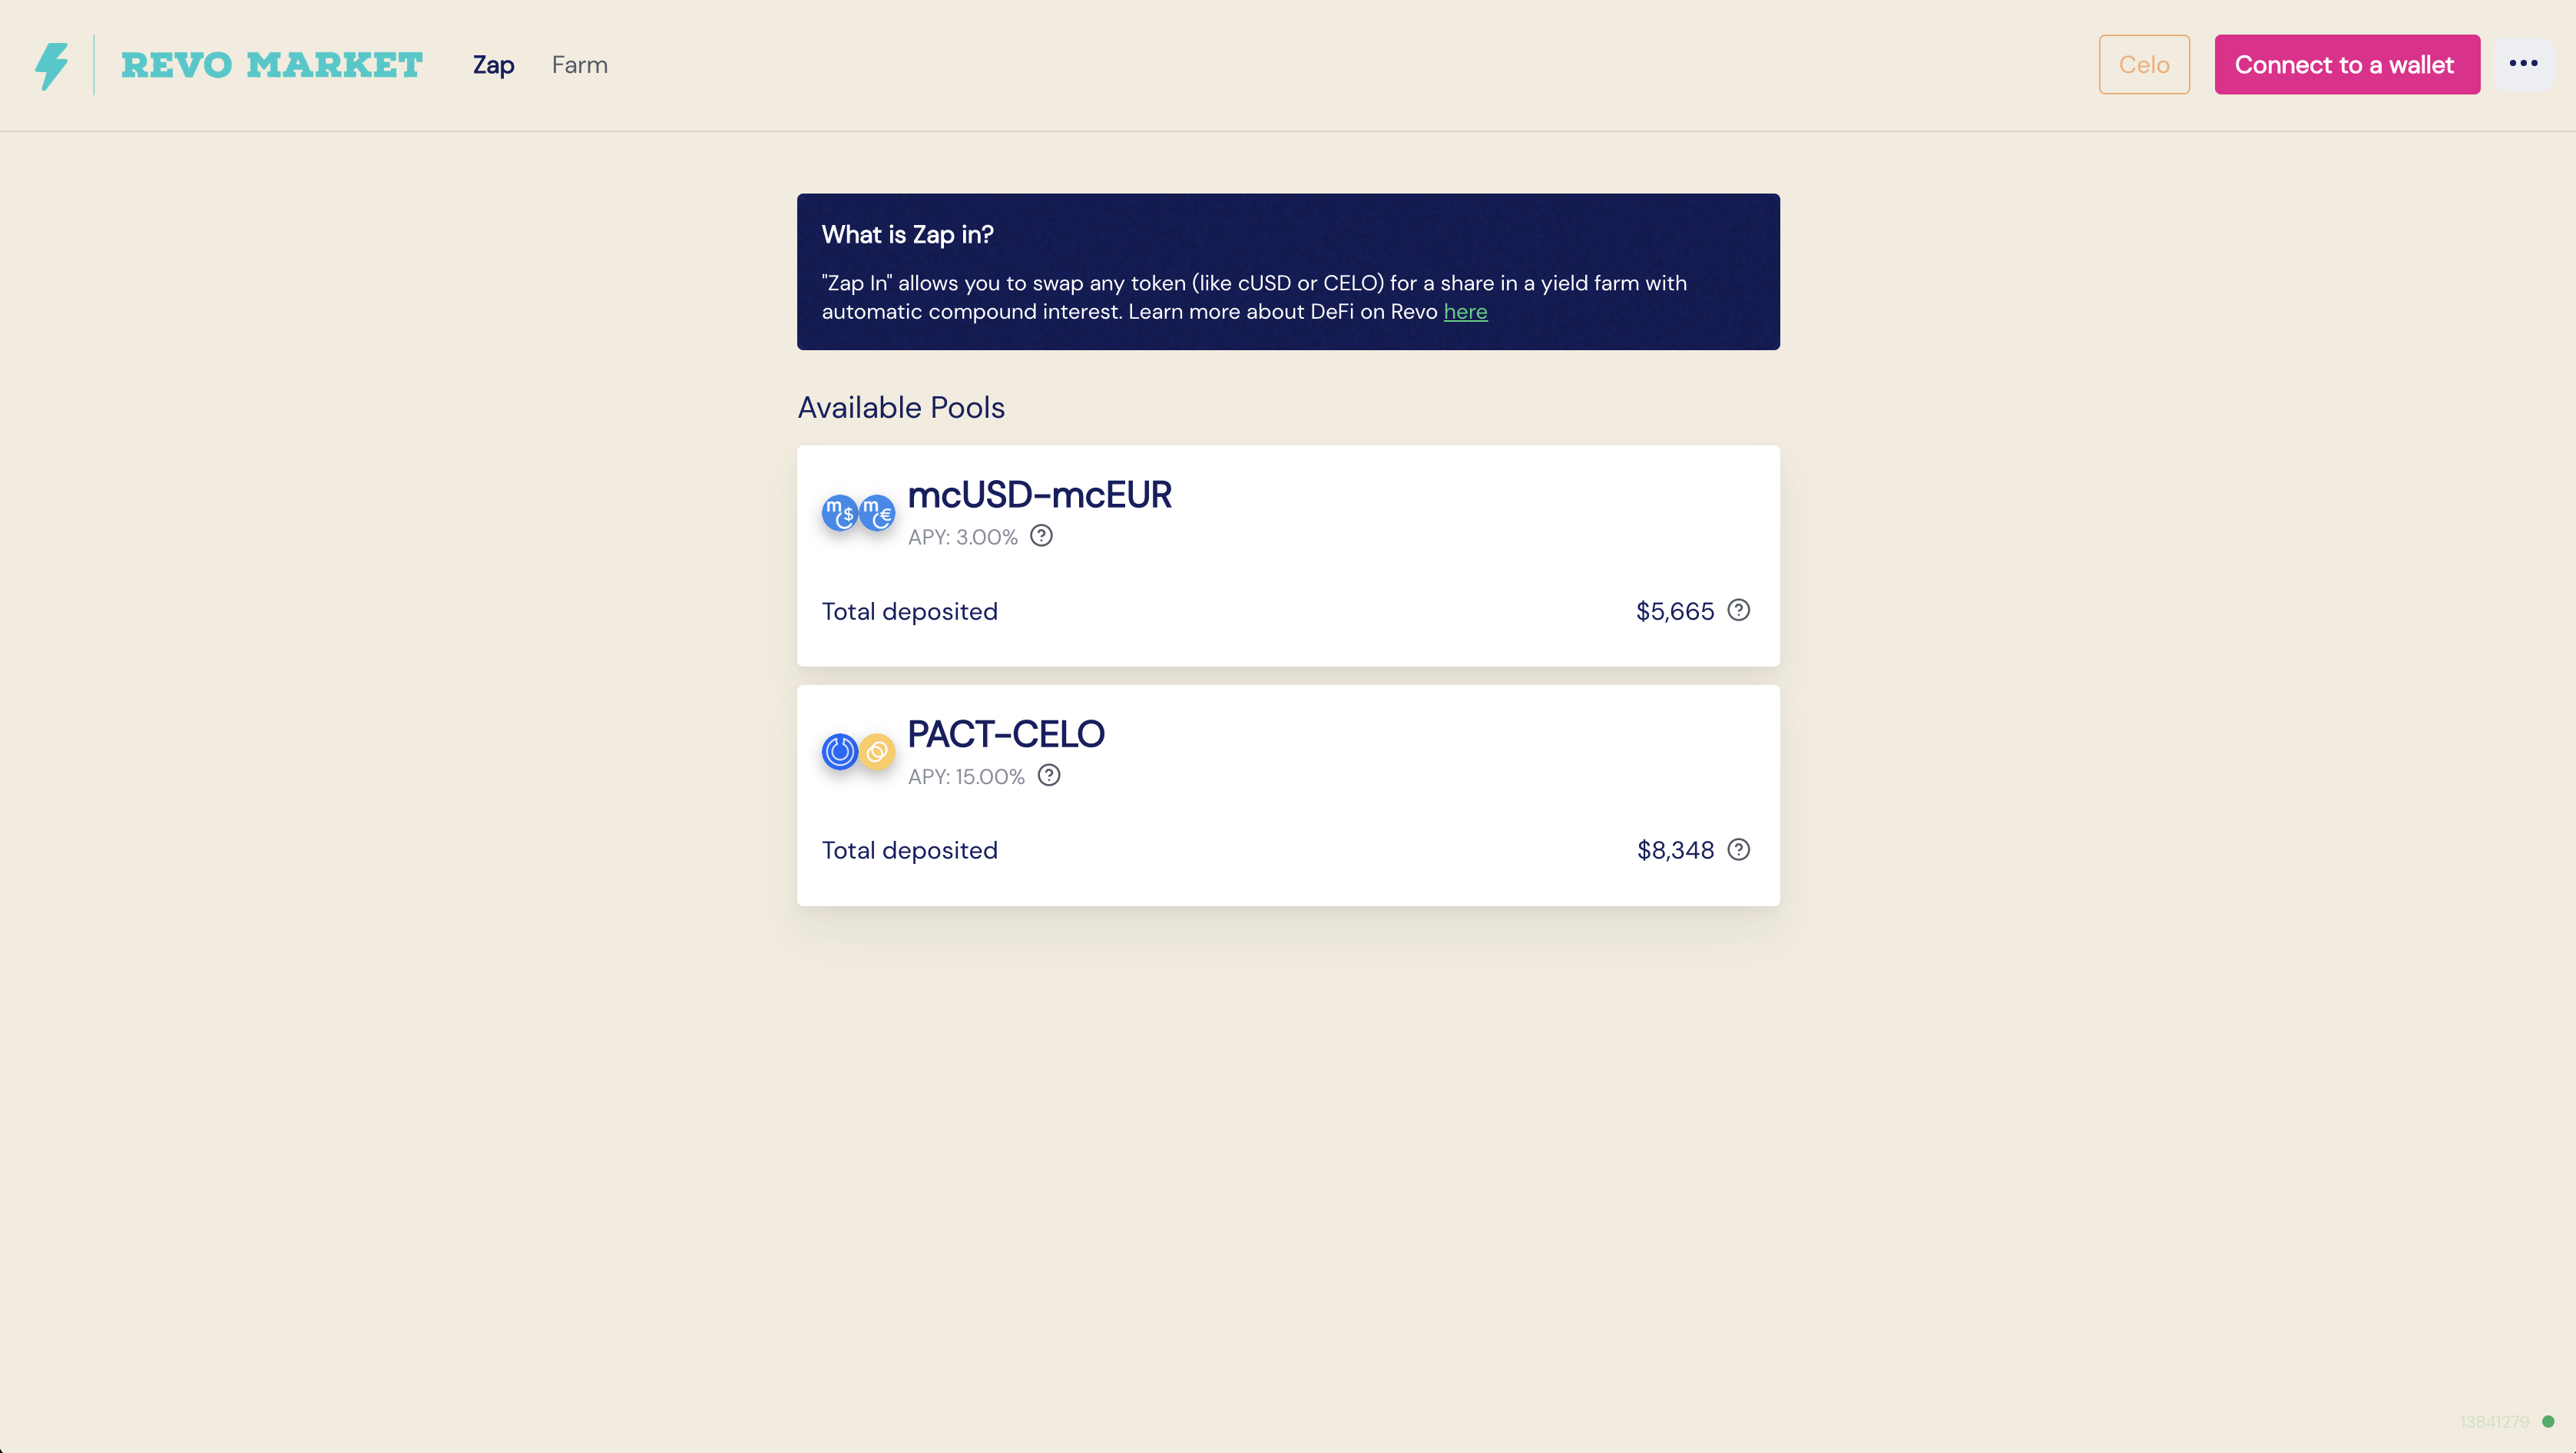 REVO MARKET
Zap
Farm
Celo
Connect to a wallet
What is Zap in?
"Zap In" allows you to swap any token (like cUSD or CELO) for a share in a yield farm with
automatic compound interest. Learn more about DeFi on Revo here
Available Pools
mcUSD-mcEUR
APY: 3.00%
Total deposited
$5,665
PACT-CELO
APY: 15.00%
Total deposited
$8,348
13841279